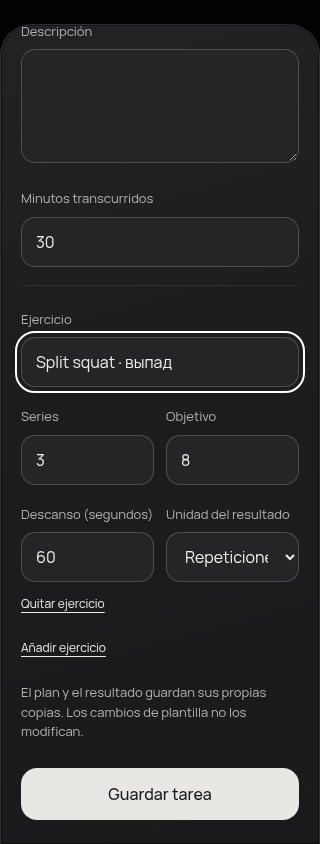 Descripción
Minutos transcurridos
30
Ejercicio
Split squat · выпад
Series
Objetivo
3
8
Descanso (segundos)
Unidad del resultado
60
Repeticione
Quitar ejercicio
Añadir ejercicio
El plan y el resultado guardan sus propias
copias. Los cambios de plantilla no los
modifican.
Guardar tarea